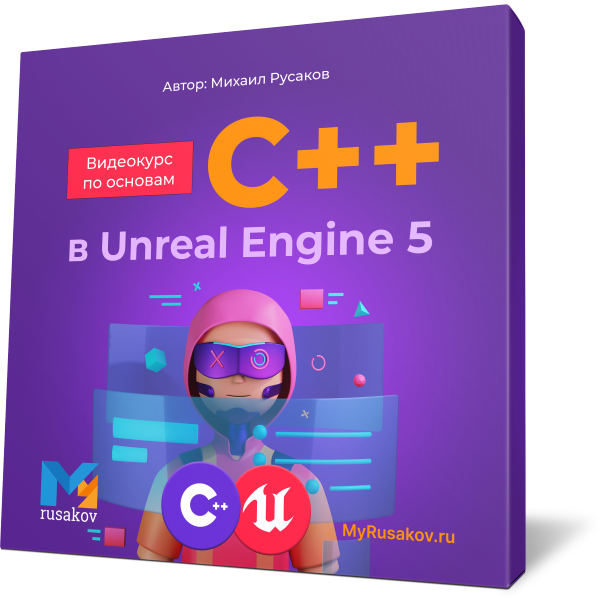 Автор: Михаил Русаков
Видеокурс
по основам
C++
в Unreal Engine 5
rusakov
C++
MyRusakov.ru